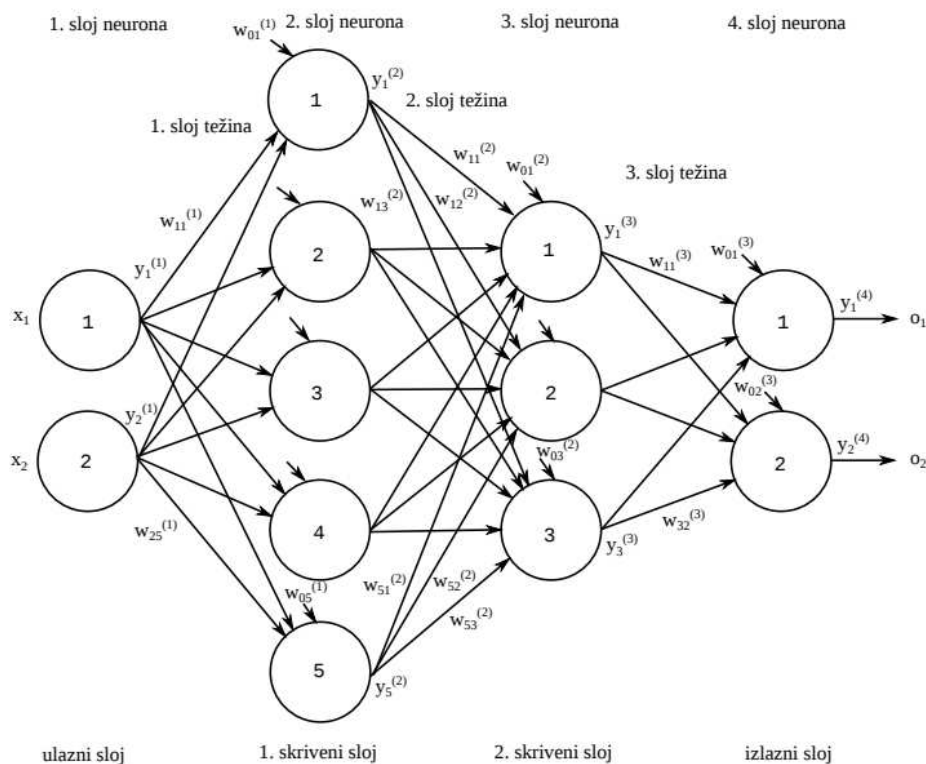 1. sloj neurona
2. sloj neurona
3. sloj neurona
4. sloj neurona
w₀₁⁽¹⁾
1
y₁⁽²⁾
2. sloj težina
1. sloj težina
w₁₁⁽²⁾
w₀₁⁽²⁾
3. sloj težina
w₁₃⁽²⁾
w₁₂⁽²⁾
w₁₁⁽¹⁾
2
1
y₁⁽³⁾
w₁₁⁽³⁾
w₀₁⁽³⁾
y₁⁽¹⁾
x₁
1
1
y₁⁽⁴⁾
o₁
3
2
w₀₂⁽³⁾
y₂⁽¹⁾
x₂
2
w₀₃⁽²⁾
2
y₂⁽⁴⁾
o₂
w₂₅⁽¹⁾
4
3
y₃⁽³⁾
w₃₂⁽³⁾
w₀₅⁽¹⁾
w₅₁⁽²⁾
w₅₂⁽²⁾
w₅₃⁽²⁾
5
y₅⁽²⁾
ulazni sloj
1. skriveni sloj
2. skriveni sloj
izlazni sloj